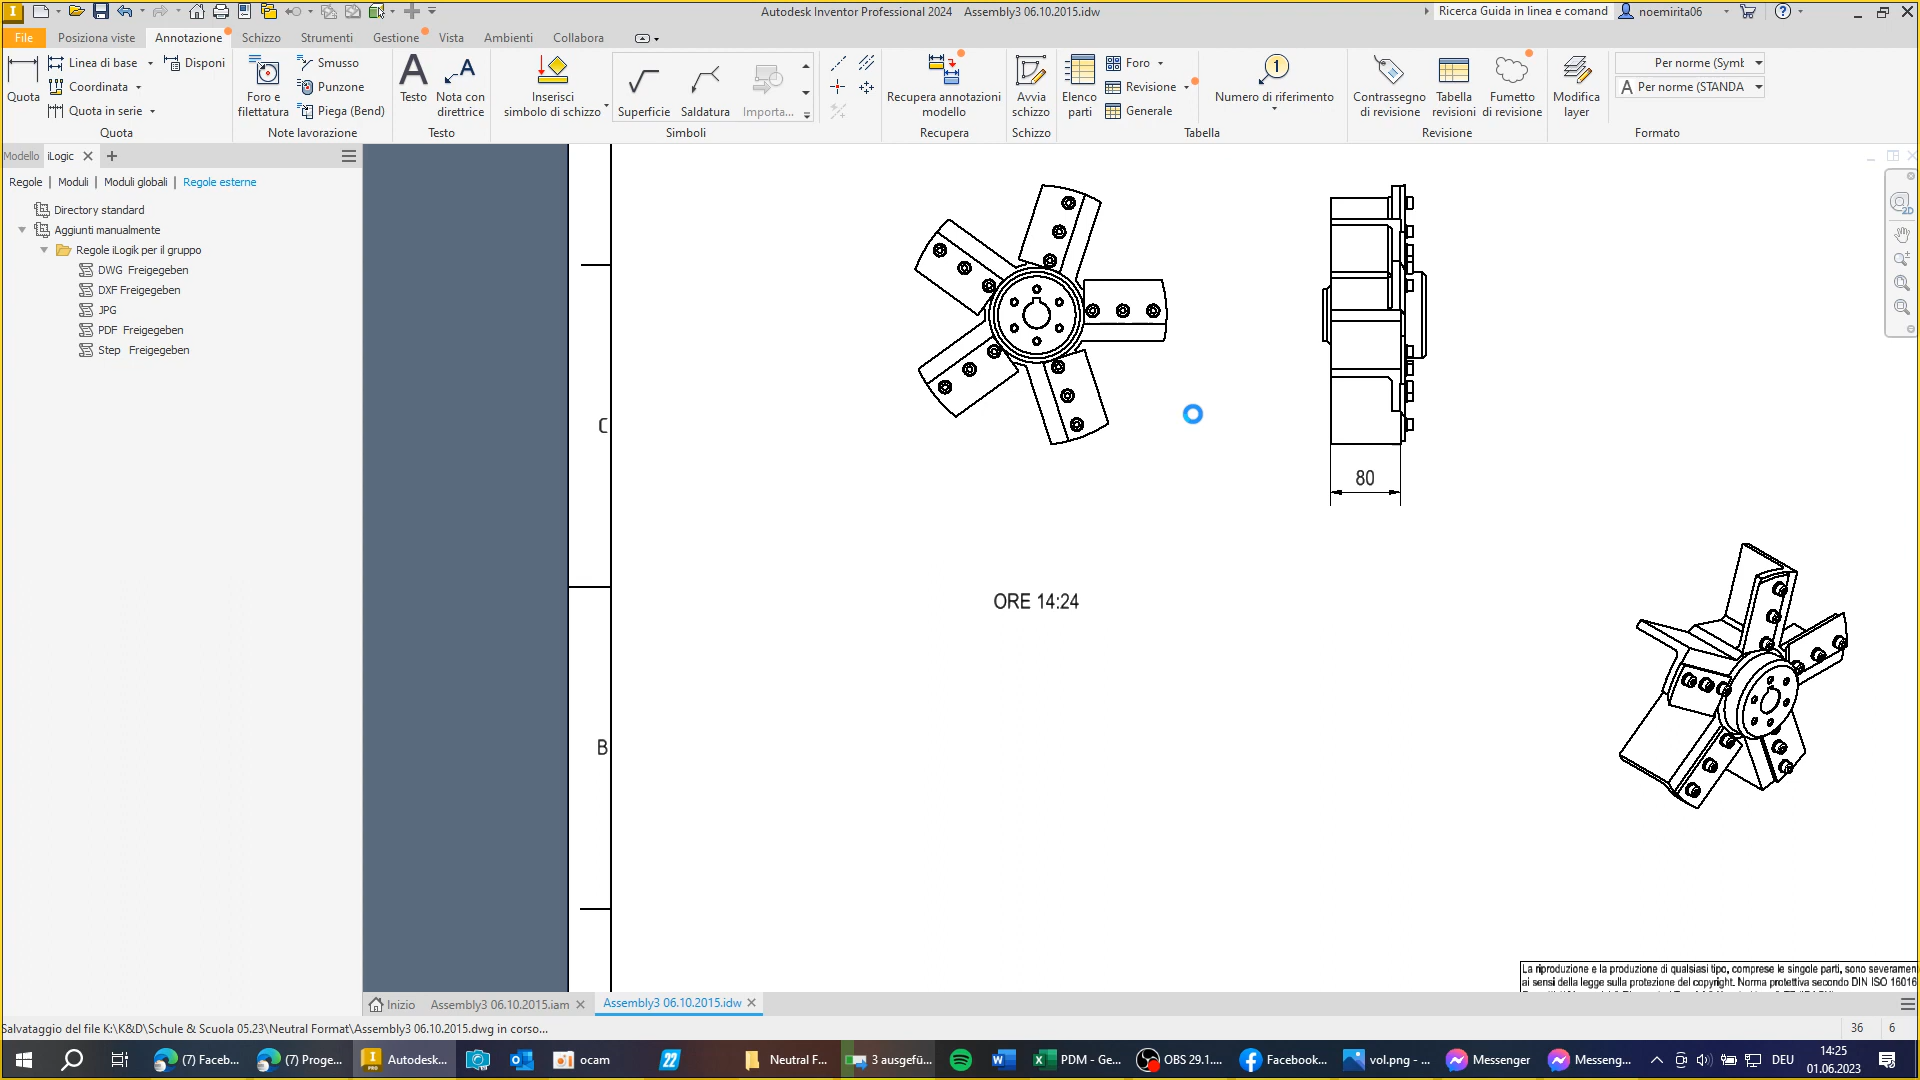 Autodesk Inventor Professional 2024 Assembly3 06.10.2015.idw
Ricerca Guida in linea e comand
noemirita06
File
Posiziona viste
Annotazione
Schizzo
Strumenti
Gestione
Vista
Ambienti
Collabora
Quota
Linea di base
Disponi
Coordinata
Quota in serie
Quota
Foro e
filettatura
Smusso
Punzone
Piega (Bend)
Note lavorazione
Testo
Nota con
direttrice
Testo
Inserisci
simbolo di schizzo
Superficie
Saldatura
Importa...
Simboli
Recupera annotazioni
modello
Recupera
Avvia
schizzo
Schizzo
Elenco
parti
Foro
Revisione
Generale
1
Numero di riferimento
Tabella
Contrassegno
di revisione
Tabella
revisioni
Fumetto
di revisione
Revisione
Modifica
layer
Per norme (Symt
Per norme (STANDA
Formato
Modello
iLogic
Regole | Moduli | Moduli globali | Regole esterne
Directory standard
Aggiunti manualmente
Regole iLogik per il gruppo
DWG Freigegeben
DXF Freigegeben
JPG
PDF Freigegeben
Step Freigegeben
2D
C
80
ORE 14:24
B
La riproduzione e la produzione di qualsiasi tipo, comprese le singole parti, sono severamen
ai sensi della legge sulla protezione del copyright. Norma protettiva secondo DIN ISO 16016
Inizio
Assembly3 06.10.2015.iam
Assembly3 06.10.2015.idw
Salvataggio del file K:\K&D\Schule & Scuola 05.23\Neutral Format\Assembly3 06.10.2015.dwg in corso...
36
6
(7) Faceb...
(7) Proge...
Autodesk...
ocam
22
Neutral F...
3 ausgefü...
PDM - Ge...
OBS 29.1....
Facebook...
vol.png - ...
Messenger
Messeng...
DEU
14:25
01.06.2023